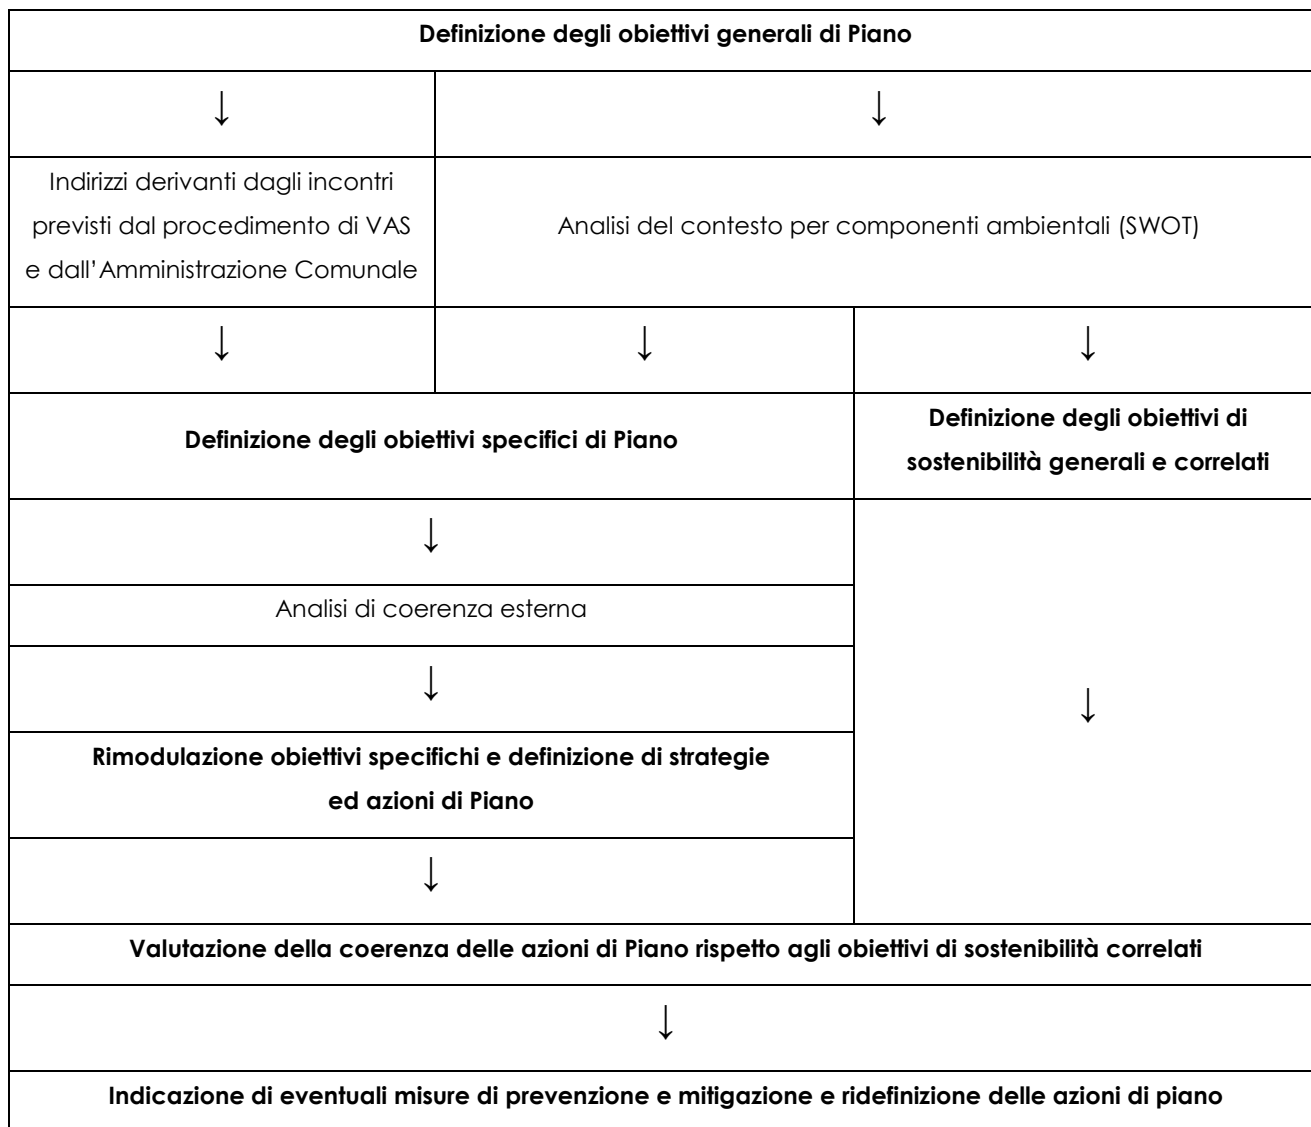 Definizione degli obiettivi generali di Piano
↓ ↓
Indirizzi derivanti dagli incontri
previsti dal procedimento di VAS
e dall'Amministrazione Comunale
Analisi del contesto per componenti ambientali (SWOT)
↓ ↓ ↓
Definizione degli obiettivi specifici di Piano
Definizione degli obiettivi di
sostenibilità generali e correlati
↓
Analisi di coerenza esterna
↓
↓
Rimodulazione obiettivi specifichi e definizione di strategie
ed azioni di Piano
↓
Valutazione della coerenza delle azioni di Piano rispetto agli obiettivi di sostenibilità correlati
↓
Indicazione di eventuali misure di prevenzione e mitigazione e ridefinizione delle azioni di piano